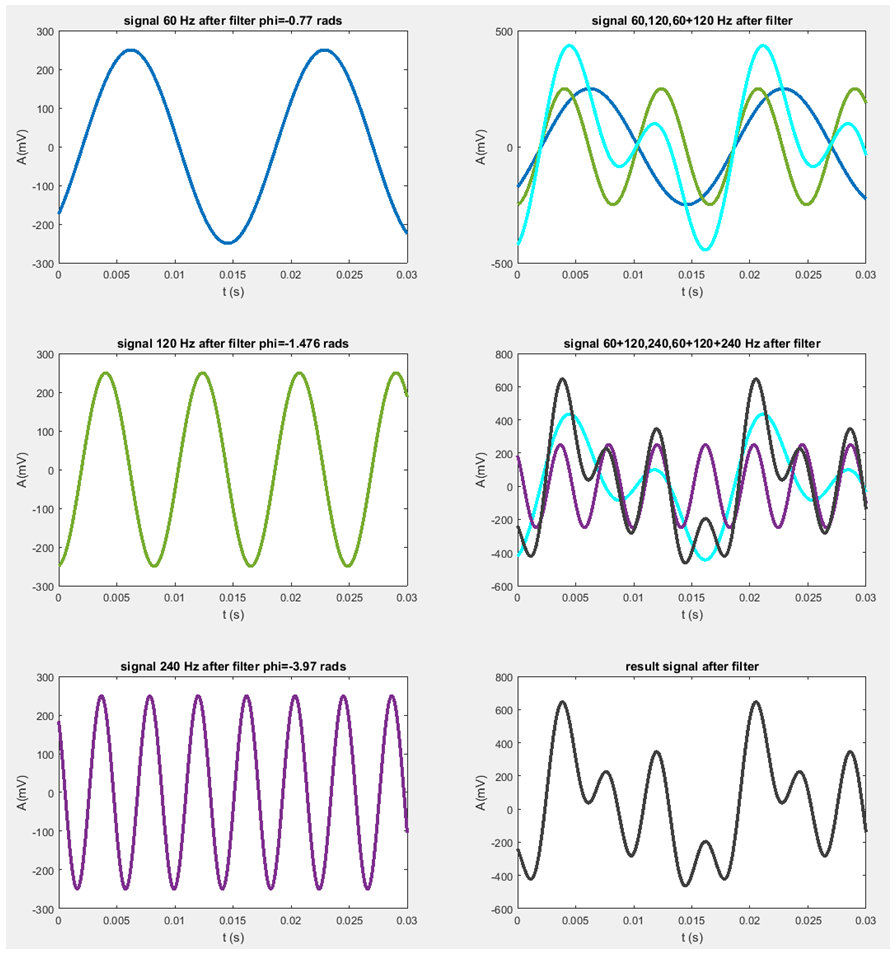 signal 60 Hz after filter phi=-0.77 rads
300
200
100
0
-100
-200
-300
A(mV)
0 0.005 0.01 0.015 0.02 0.025 0.03
t (s)
signal 60,120,60+120 Hz after filter
500
0
-500
A(mV)
0 0.005 0.01 0.015 0.02 0.025 0.03
t (s)
signal 120 Hz after filter phi=-1.476 rads
300
200
100
0
-100
-200
-300
A(mV)
0 0.005 0.01 0.015 0.02 0.025 0.03
t (s)
signal 60+120,240,60+120+240 Hz after filter
800
600
400
200
0
-200
-400
-600
A(mV)
0 0.005 0.01 0.015 0.02 0.025 0.03
t (s)
signal 240 Hz after filter phi=-3.97 rads
300
200
100
0
-100
-200
-300
A(mV)
0 0.005 0.01 0.015 0.02 0.025 0.03
t (s)
result signal after filter
800
600
400
200
0
-200
-400
-600
A(mV)
0 0.005 0.01 0.015 0.02 0.025 0.03
t (s)